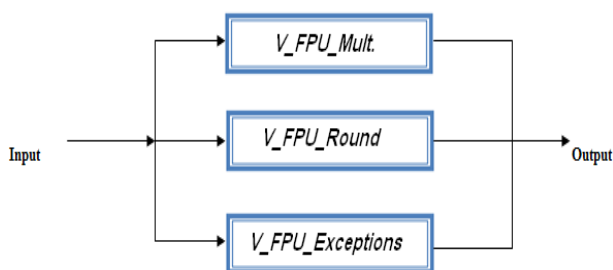 V_FPU_Mult.
Input
V_FPU_Round
Output
V_FPU_Exceptions